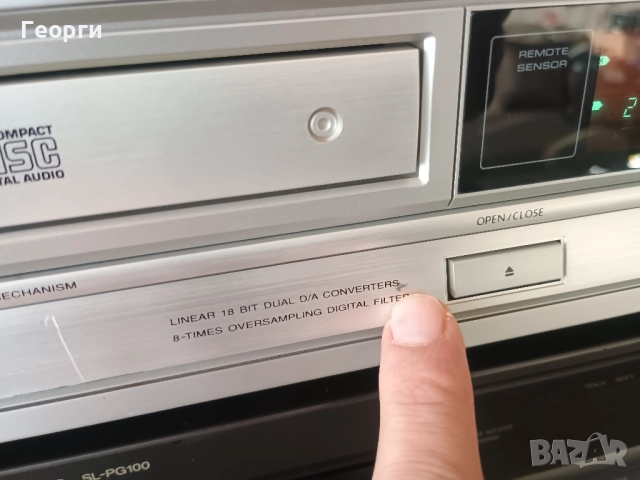 Георги
REMOTE
SENSOR
2
COMPACT
DISC
DIGITAL AUDIO
OPEN/CLOSE
MECHANISM
LINEAR 18 BIT DUAL D/A CONVERTERS
8-TIMES OVERSAMPLING DIGITAL FILTER
SL-PG100
BAZAR